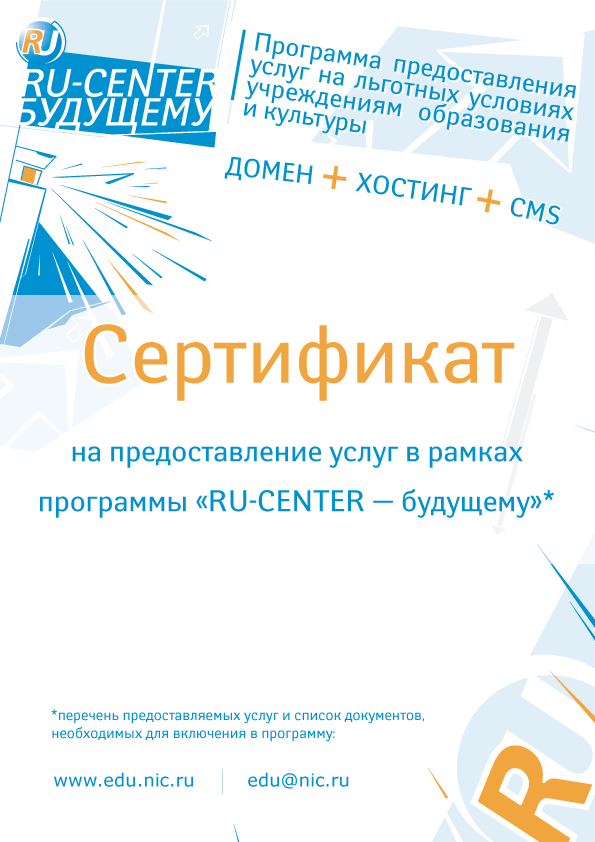 RU
RU-CENTER
БУДУЩЕМУ
Программа предоставления
услуг на льготных условиях
учреждениям образования
и культуры
ДОМЕН + ХОСТИНГ + CMS
Сертификат
на предоставление услуг в рамках
программы «RU-CENTER — будущему»*
*перечень предоставляемых услуг и список документов,
необходимых для включения в программу:
www.edu.nic.ru | edu@nic.ru
RU